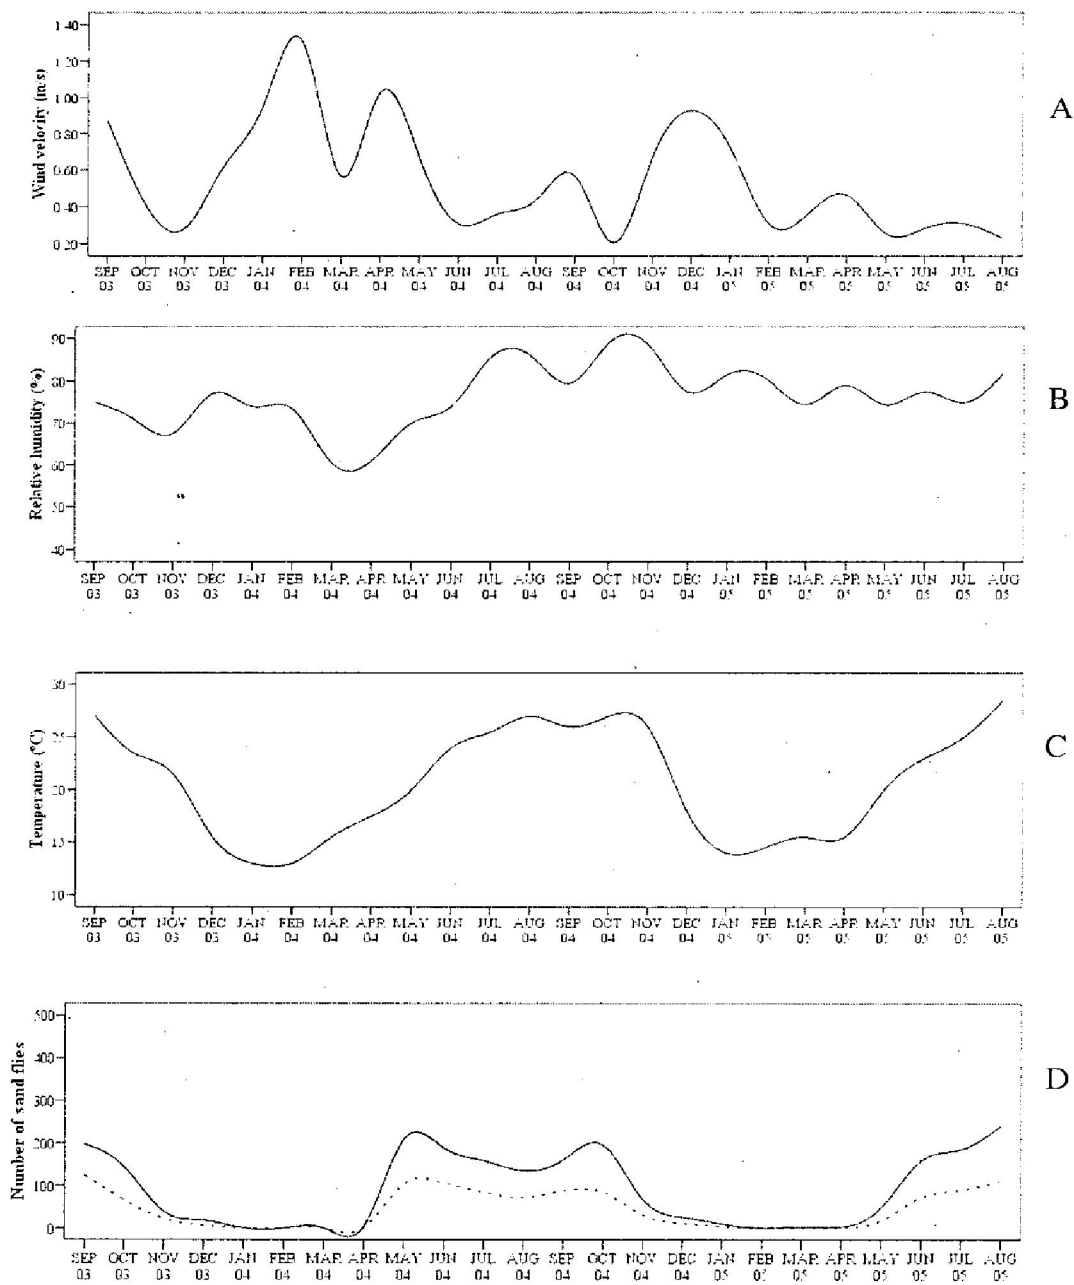 A
Wind velocity (m/s)
1 40
1 20
1 00
0 80
0 60
0 40
0 20
SEP OCT NOV DEC JAN FEB MAR APR MAY JUN JUL AUG SEP OCT NOV DEC JAN FEB MAR APR MAY JUN JUL AUG
03 03 03 03 04 04 04 04 04 04 04 04 04 04 04 04 05 05 05 05 05 05 05 05
B
Relative humidity (%)
90
80
70
60
50
40
SEP OCT NOV DEC JAN FEB MAR APR MAY JUN JUL AUG SEP OCT NOV DEC JAN FEB MAR APR MAY JUN JUL AUG
03 03 03 03 04 04 04 04 04 04 04 04 04 04 04 04 05 05 05 05 05 05 05 05
C
Temperature (°C)
30
25
20
15
10
SEP OCT NOV DEC JAN FEB MAR APR MAY JUN JUL AUG SEP OCT NOV DEC JAN FEB MAR APR MAY JUN JUL AUG
03 03 03 03 04 04 04 04 04 04 04 04 04 04 04 04 05 05 05 05 05 05 05 05
D
Number of sand flies
500
400
300
200
100
0
SEP OCT NOV DEC JAN FEB MAR APR MAY JUN JUL AUG SEP OCT NOV DEC JAN FEB MAR APR MAY JUN JUL AUG
03 03 03 03 04 04 04 04 04 04 04 04 04 04 04 04 05 05 05 05 05 05 05 05